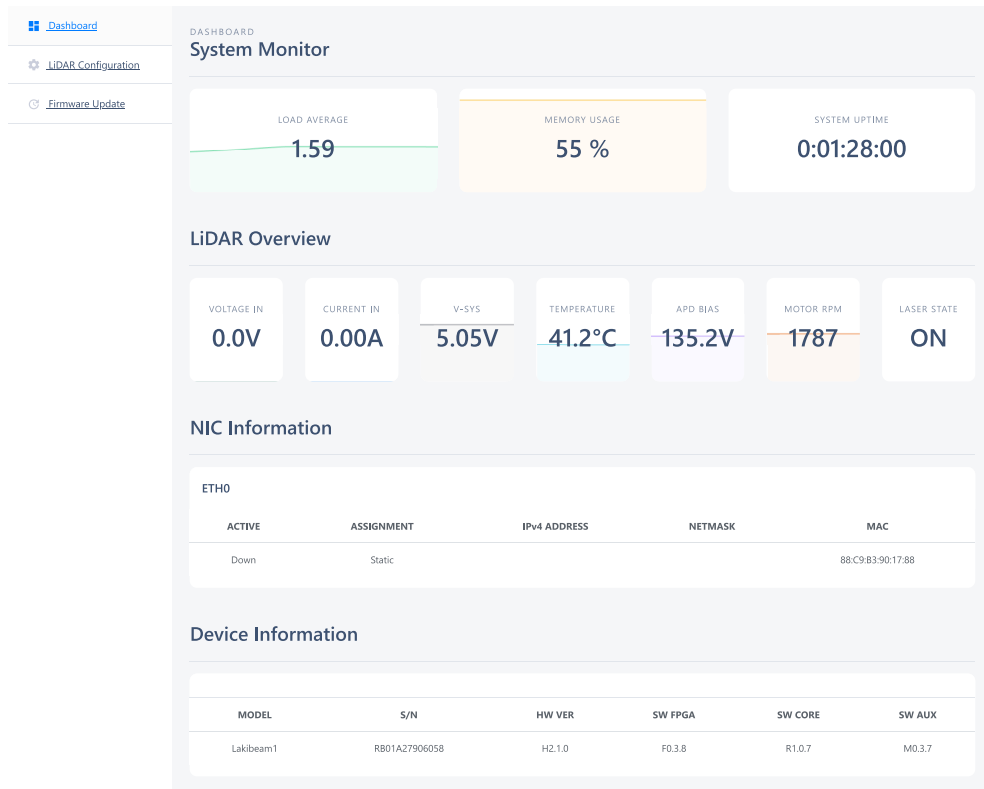 Dashboard
LiDAR Configuration
Firmware Update
DASHBOARD
System Monitor
LOAD AVERAGE
1.59
MEMORY USAGE
55 %
SYSTEM UPTIME
0:01:28:00
LiDAR Overview
VOLTAGE IN
0.0V
CURRENT IN
0.00A
V-SYS
5.05V
TEMPERATURE
41.2°C
APD BIAS
135.2V
MOTOR RPM
1787
LASER STATE
ON
NIC Information
ETH0
ACTIVE ASSIGNMENT IPv4 ADDRESS NETMASK MAC
Down Static 88:C9:B3:90:17:88
Device Information
MODEL S/N HW VER SW FPGA SW CORE SW AUX
Lakibeam1 RB01A27906058 H2.1.0 F0.3.8 R1.0.7 M0.3.7